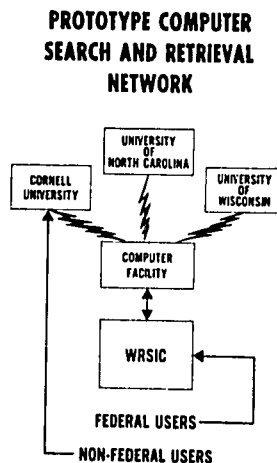 PROTOTYPE COMPUTER
SEARCH AND RETRIEVAL
NETWORK
UNIVERSITY
OF
NORTH CAROLINA
CORNELL
UNIVERSITY
UNIVERSITY
OF
WISCONSIN
COMPUTER
FACILITY
WRSIC
FEDERAL USERS
NON-FEDERAL USERS